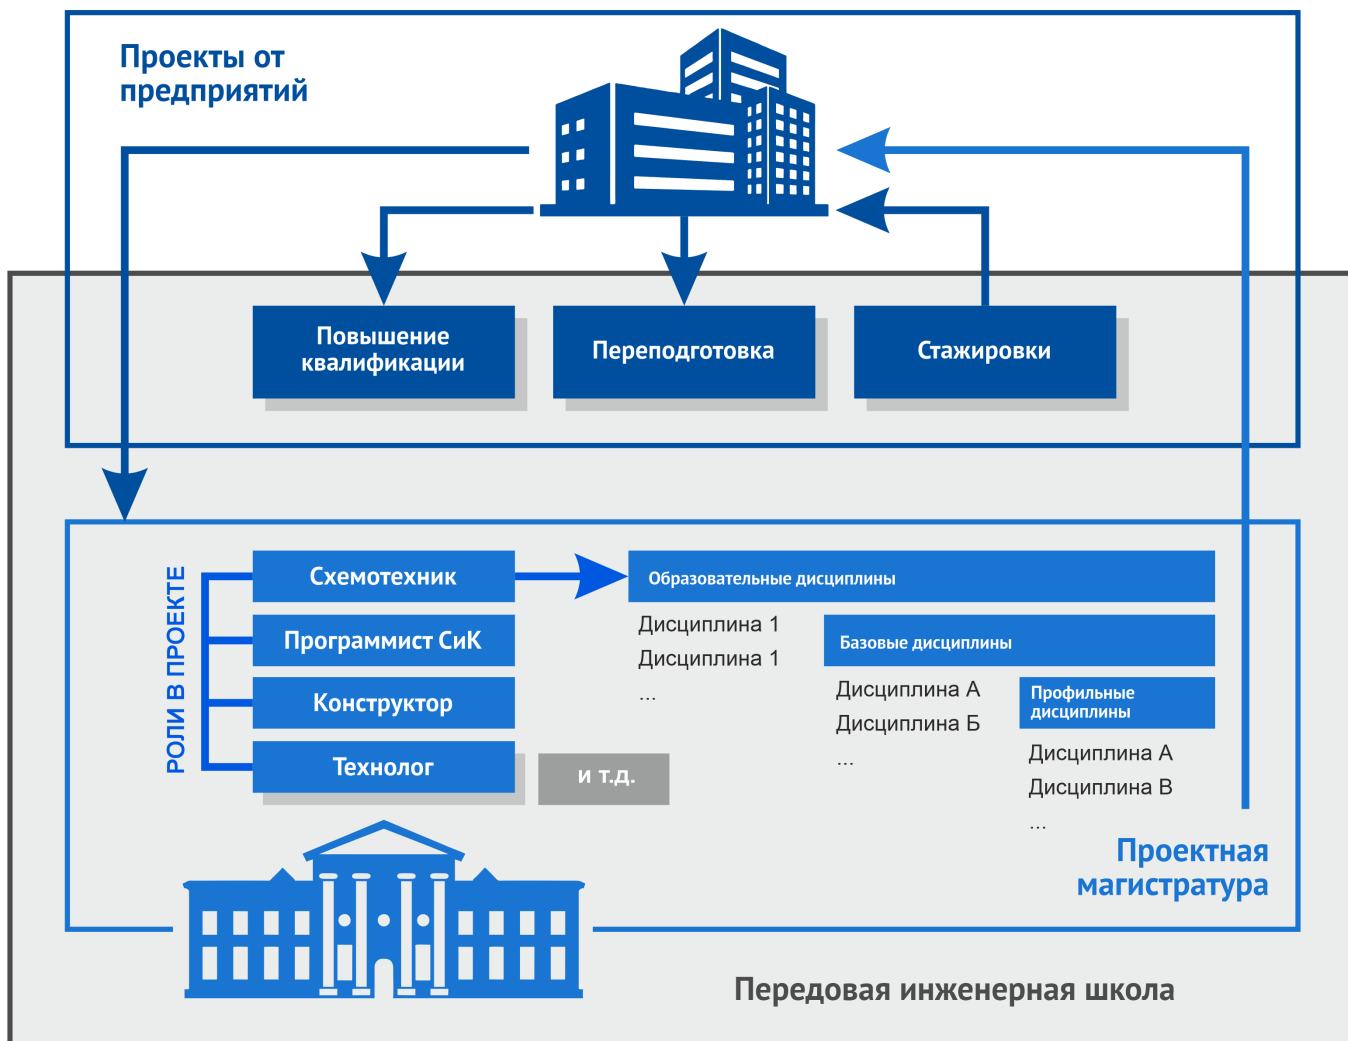 Проекты от
предприятий
Повышение
квалификации
Переподготовка
Стажировки
РОЛИ В ПРОЕКТЕ
Схемотехник
Программист СиК
Конструктор
Технолог
и т.д.
Образовательные дисциплины
Дисциплина 1
Дисциплина 1
...
Базовые дисциплины
Дисциплина А
Дисциплина Б
...
Профильные
дисциплины
Дисциплина А
Дисциплина В
...
Проектная
магистратура
Передовая инженерная школа